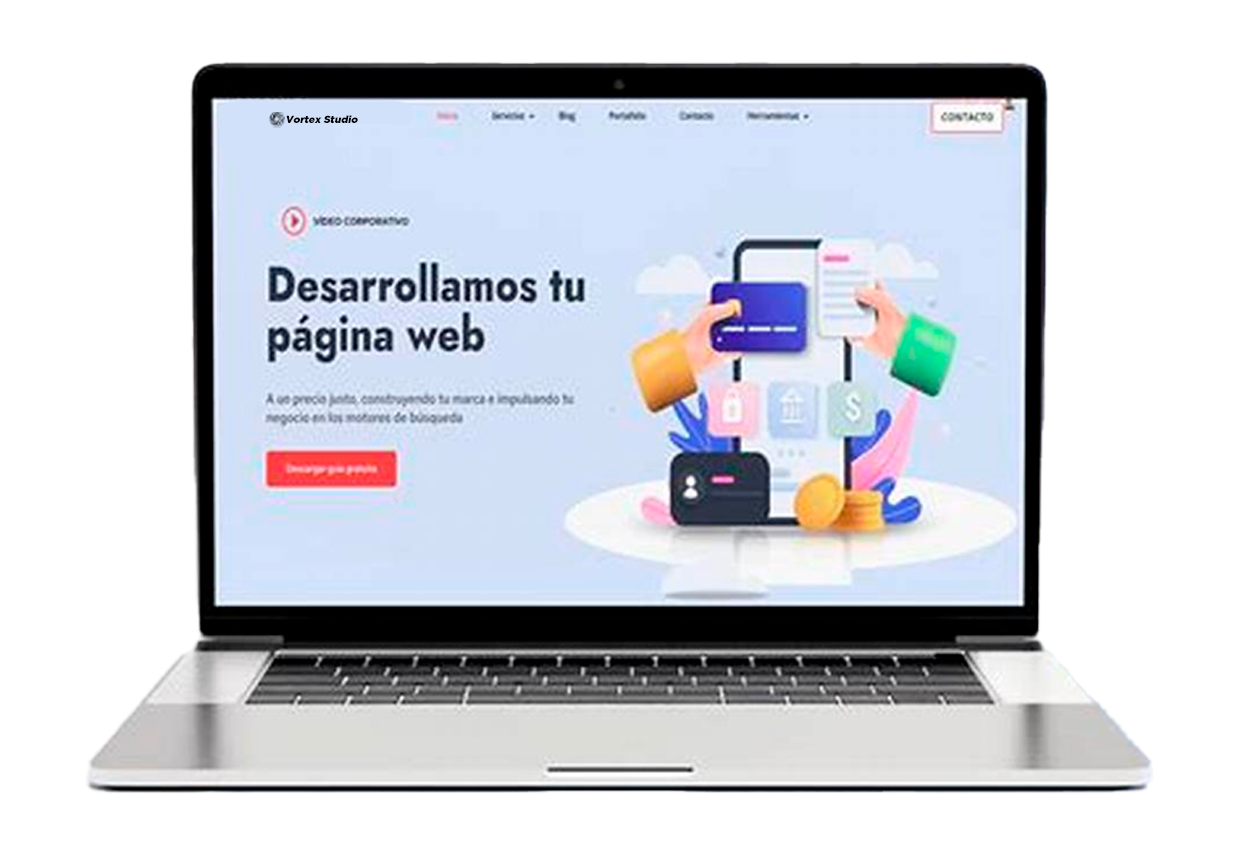 Vortex Studio
Inicio
Servicios
Blog
Portafolio
Contacto
Herramientas
CONTACTO
VÍDEO CORPORATIVO
Desarrollamos tu
página web
A un precio justo, construyendo tu marca e impulsando tu
negocio en los motores de búsqueda
Descargar guía gratuita
$